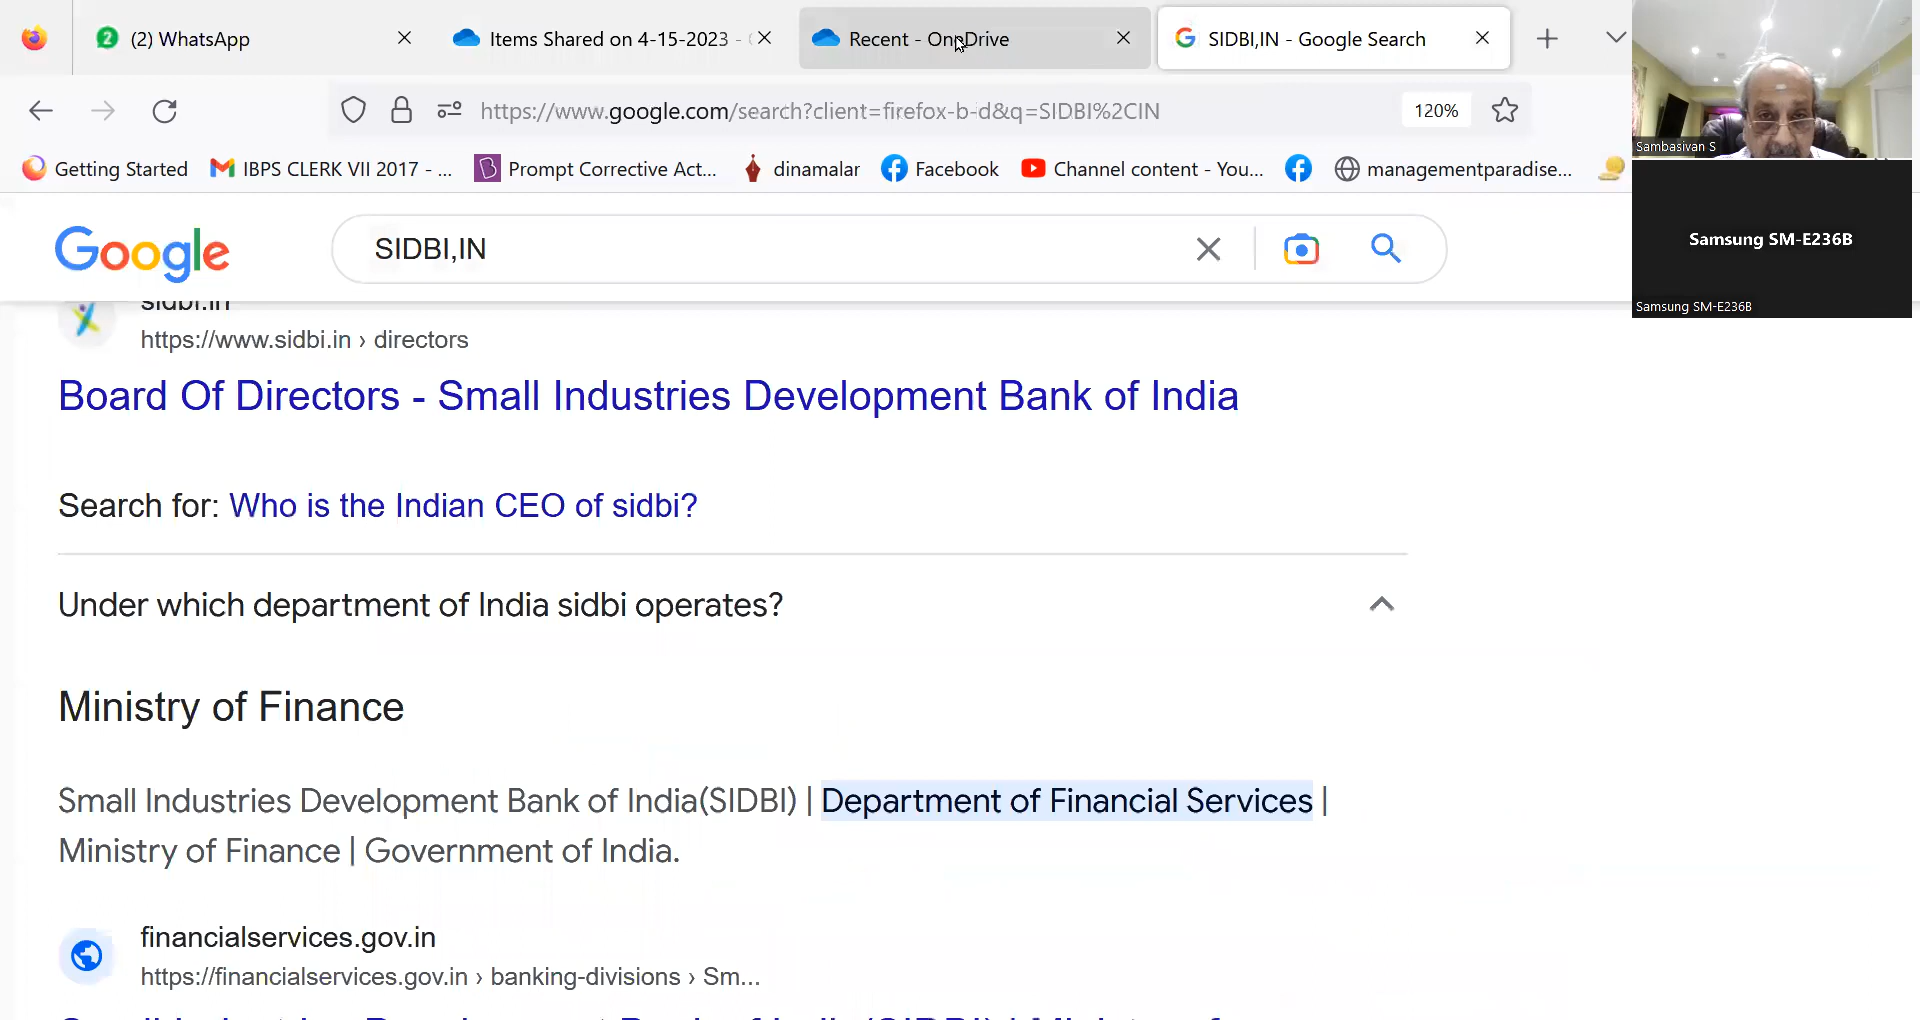 2 (2) WhatsApp
Items Shared on 4-15-2023 -
Recent - OneDrive
SIDBI,IN - Google Search
https://www.google.com/search?client=firefox-b-d&q=SIDBI%2CIN
120%
Getting Started
IBPS CLERK VII 2017 - ...
Prompt Corrective Act...
dinamalar
Facebook
Channel content - You...
managementparadise...
Sambasivan S
Samsung SM-E236B
Samsung SM-E236B
Google
SIDBI,IN
sidbi.in
https://www.sidbi.in › directors
Board Of Directors - Small Industries Development Bank of India
Search for: Who is the Indian CEO of sidbi?
Under which department of India sidbi operates?
Ministry of Finance
Small Industries Development Bank of India(SIDBI) | Department of Financial Services |
Ministry of Finance | Government of India.
financialservices.gov.in
https://financialservices.gov.in › banking-divisions › Sm...